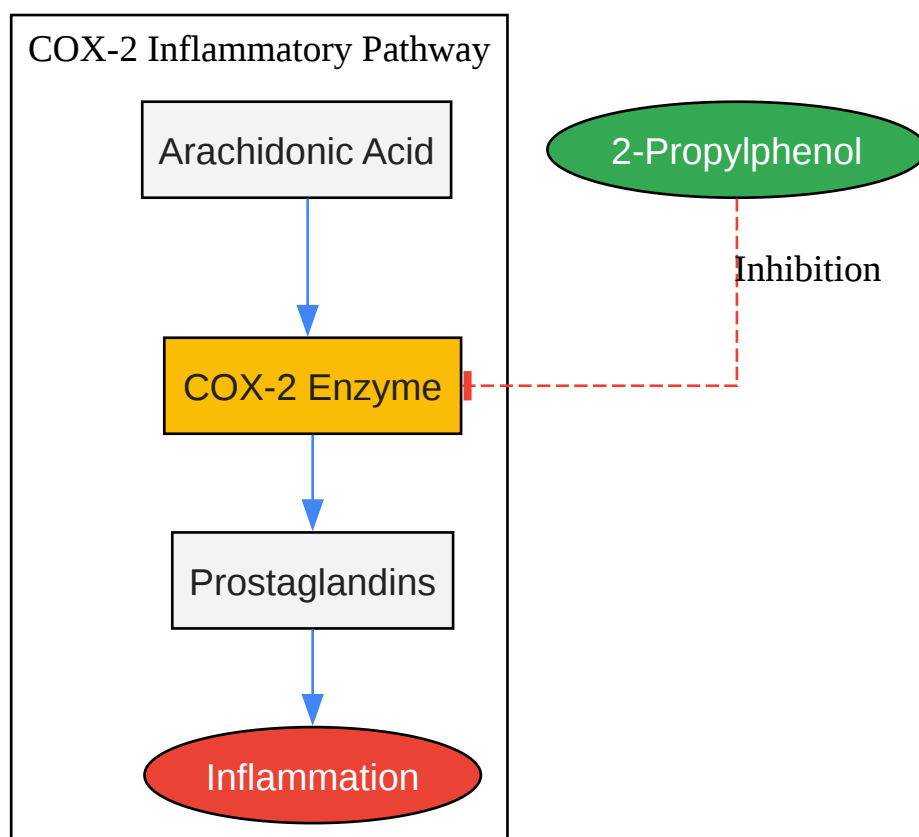 COX-2 Inflammatory Pathway
Arachidonic Acid
2-Propylphenol
Inhibition
COX-2 Enzyme
Prostaglandins
Inflammation